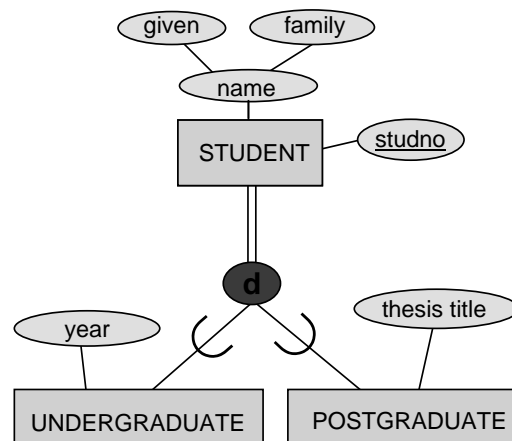 given
family
name
STUDENT
studno
d
year
thesis title
UNDERGRADUATE
POSTGRADUATE